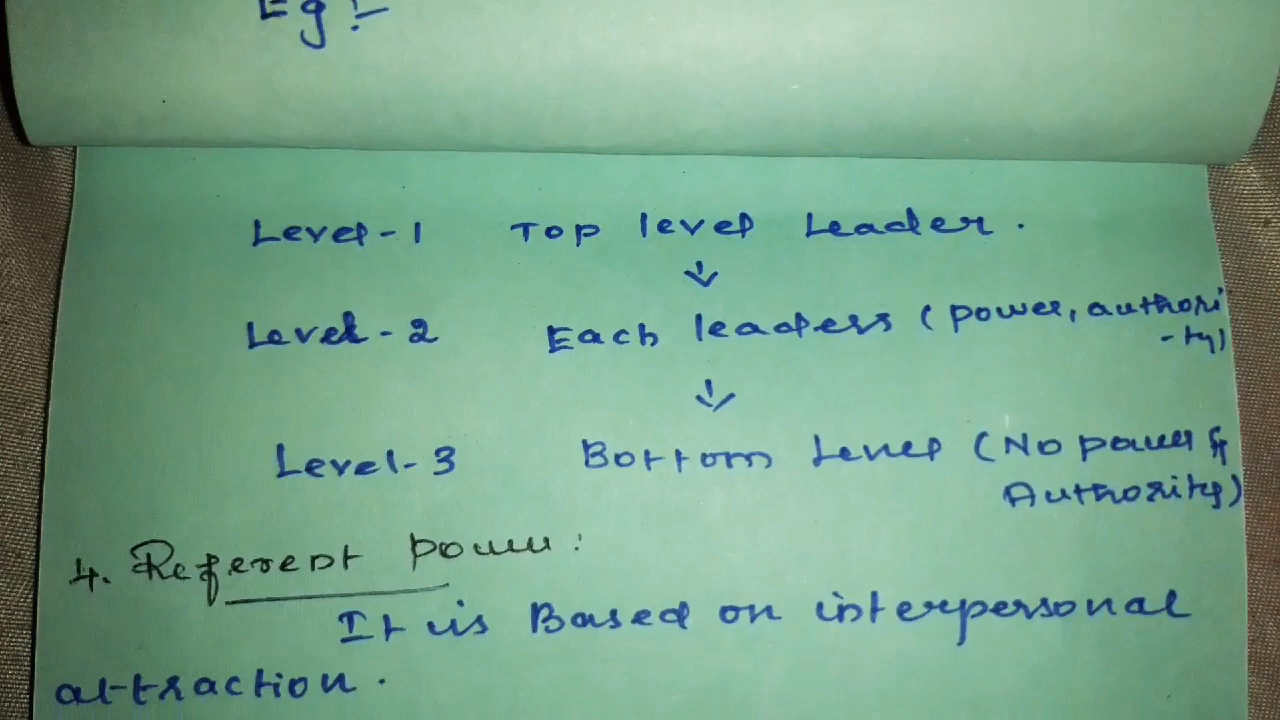 Eg:-
Level-1 Top level Leader.
↓
Level-2 Each leaders (power, authori
-ty)
↓
Level-3 Bottom Level (No power &
Authority)
4. Referent power:
It is Based on interpersonal
attraction.